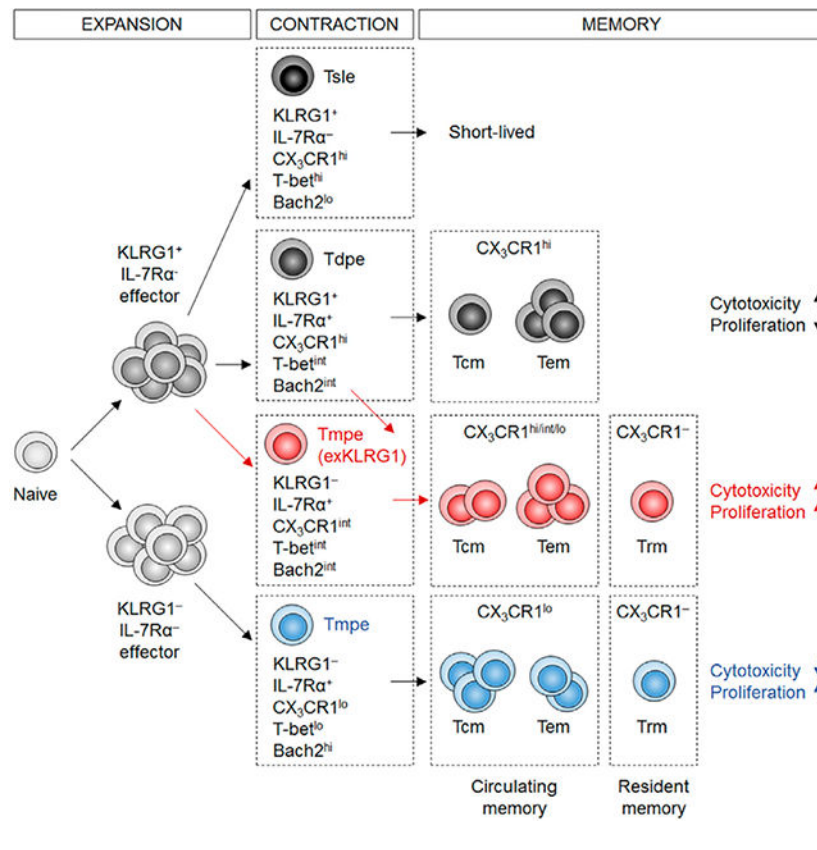 EXPANSION
CONTRACTION
MEMORY
Tsle
KLRG1⁺
IL-7Rα⁻
CX₃CR1ʰⁱ
T-betʰⁱ
Bach2ˡᵒ
Short-lived
KLRG1⁺
IL-7Rα⁻
effector
Tdpe
KLRG1⁺
IL-7Rα⁺
CX₃CR1ʰⁱ
T-betⁱⁿᵗ
Bach2ⁱⁿᵗ
CX₃CR1ʰⁱ
Tcm
Tem
Cytotoxicity
Proliferation
Naive
Tmpe
(exKLRG1)
KLRG1⁻
IL-7Rα⁺
CX₃CR1ⁱⁿᵗ
T-betⁱⁿᵗ
Bach2ⁱⁿᵗ
CX₃CR1ʰⁱ/ⁱⁿᵗ/ˡᵒ
Tcm
Tem
CX₃CR1⁻
Trm
Cytotoxicity
Proliferation
KLRG1⁻
IL-7Rα⁻
effector
Tmpe
KLRG1⁻
IL-7Rα⁺
CX₃CR1ˡᵒ
T-betˡᵒ
Bach2ʰⁱ
CX₃CR1ˡᵒ
Tcm
Tem
CX₃CR1⁻
Trm
Cytotoxicity
Proliferation
Circulating
memory
Resident
memory